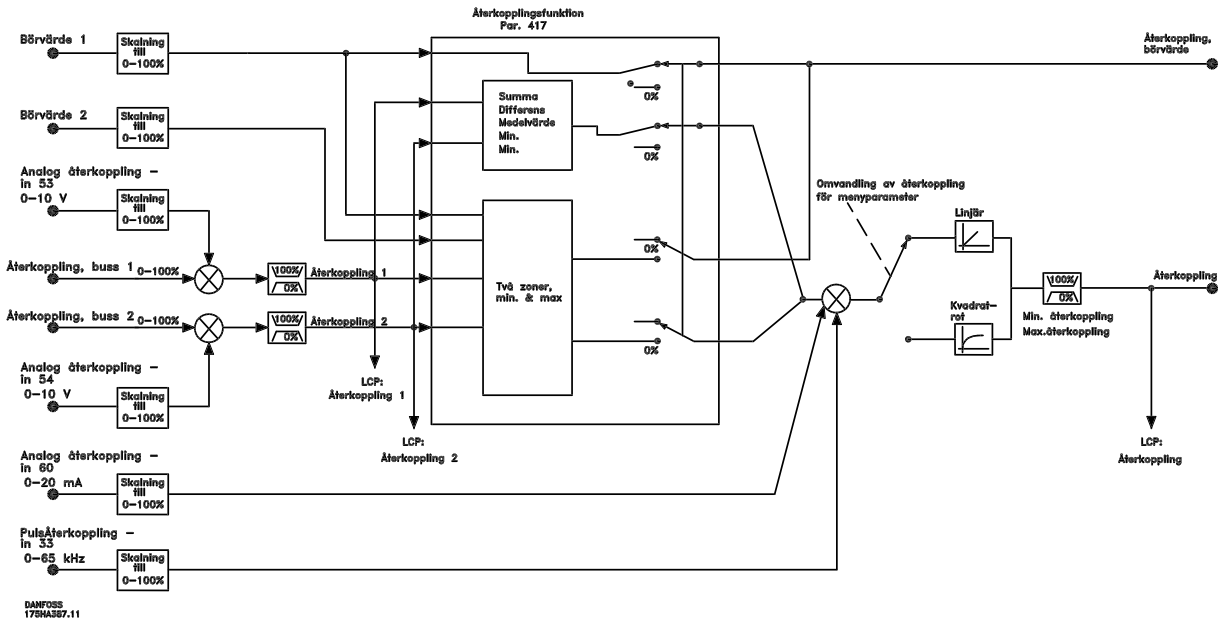 Återkopplingsfunktion
Par. 417
Börvärde 1
Skalning
till
0-100%
Återkoppling,
börvärde
0%
Summa
Differens
Medelvärde
Min.
Min.
0%
Börvärde 2
Skalning
till
0-100%
Analog återkoppling -
in 53
0-10 V
Skalning
till
0-100%
Omvandling av återkoppling
för menyparameter
Linjär
0%
Återkoppling, buss 1
0-100%
100%
0%
Återkoppling 1
Två zoner,
min. & max
100%
0%
Återkoppling
Återkoppling, buss 2
0-100%
100%
0%
Återkoppling 2
Kvadrat-
rot
Min. återkoppling
Max.återkoppling
0%
Analog återkoppling -
in 54
0-10 V
Skalning
till
0-100%
LCP:
Återkoppling 1
LCP:
Återkoppling 2
LCP:
Återkoppling
Analog återkoppling -
in 60
0-20 mA
Skalning
till
0-100%
PulsÅterkoppling -
in 33
0-65 kHz
Skalning
till
0-100%
DANFOSS
175HA387.11